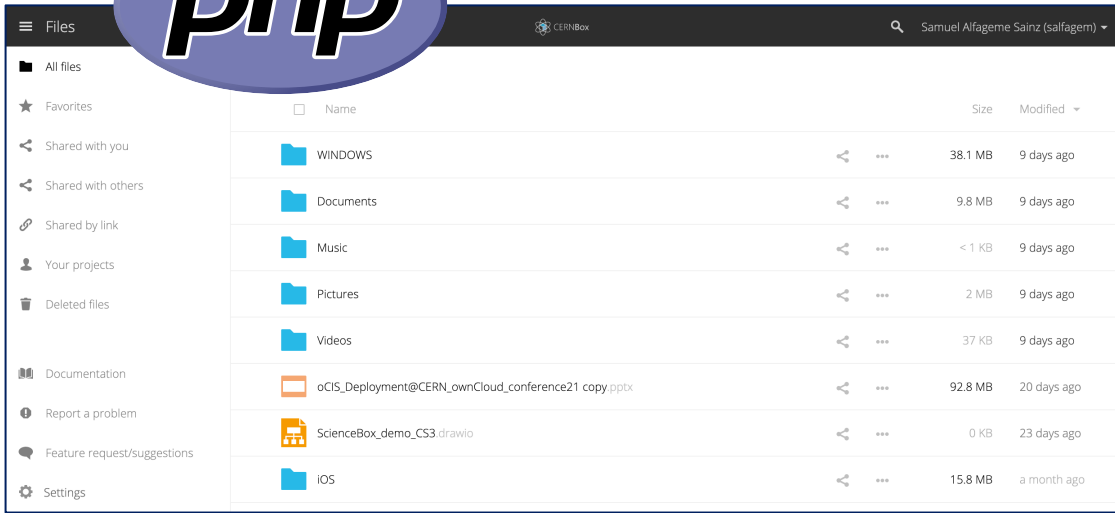 php
Files
CERNBox
Samuel Alfageme Sainz (salfagem)
All files
Favorites
Shared with you
Shared with others
Shared by link
Your projects
Deleted files
Documentation
Report a problem
Feature request/suggestions
Settings
Name Size Modified
WINDOWS 38.1 MB 9 days ago
Documents 9.8 MB 9 days ago
Music < 1 KB 9 days ago
Pictures 2 MB 9 days ago
Videos 37 KB 9 days ago
oCIS_Deployment@CERN_ownCloud_conference21 copy.pptx 92.8 MB 20 days ago
ScienceBox_demo_CS3.drawio 0 KB 23 days ago
iOS 15.8 MB a month ago